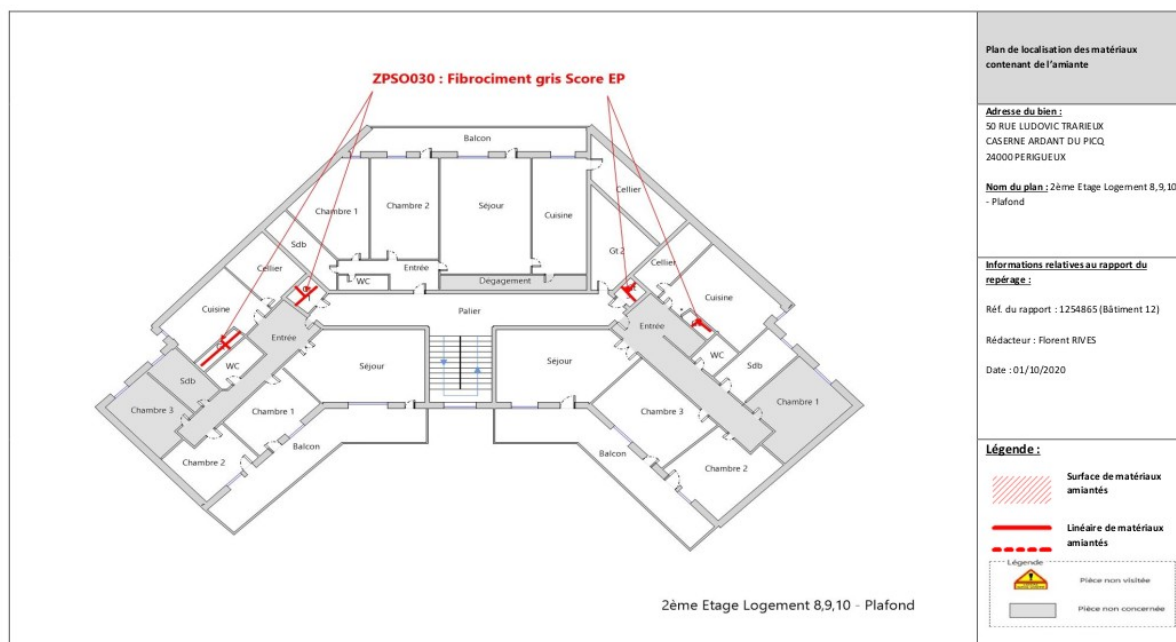 ZPSO030 : Fibrociment gris Score EP
Balcon
Cellier
Chambre 1
Chambre 2
Séjour
Cuisine
Sdb
Gt 2
Cellier
Cellier
Entrée
WC
Dégagement
Cuisine
Cuisine
Palier
Entrée
Entrée
WC
WC
Sdb
Séjour
Séjour
Sdb
Chambre 3
Chambre 1
Chambre 3
Chambre 1
Balcon
Balcon
Chambre 2
Chambre 2
2ème Etage Logement 8,9,10 - Plafond
Plan de localisation des matériaux
contenant de l'amiante
Adresse du bien :
50 RUE LUDOVIC TRARIEUX
CASERNE ARDANT DU PICQ
24000 PERIGUEUX
Nom du plan : 2ème Etage Logement 8,9,10
- Plafond
Informations relatives au rapport du
repérage :
Réf. du rapport : 1254865 (Bâtiment 12)
Rédacteur : Florent RIVES
Date : 01/10/2020
Légende :
Surface de matériaux
amiantés
Linéaire de matériaux
amiantés
Légende
Pièce non visitée
Pièce non concernée